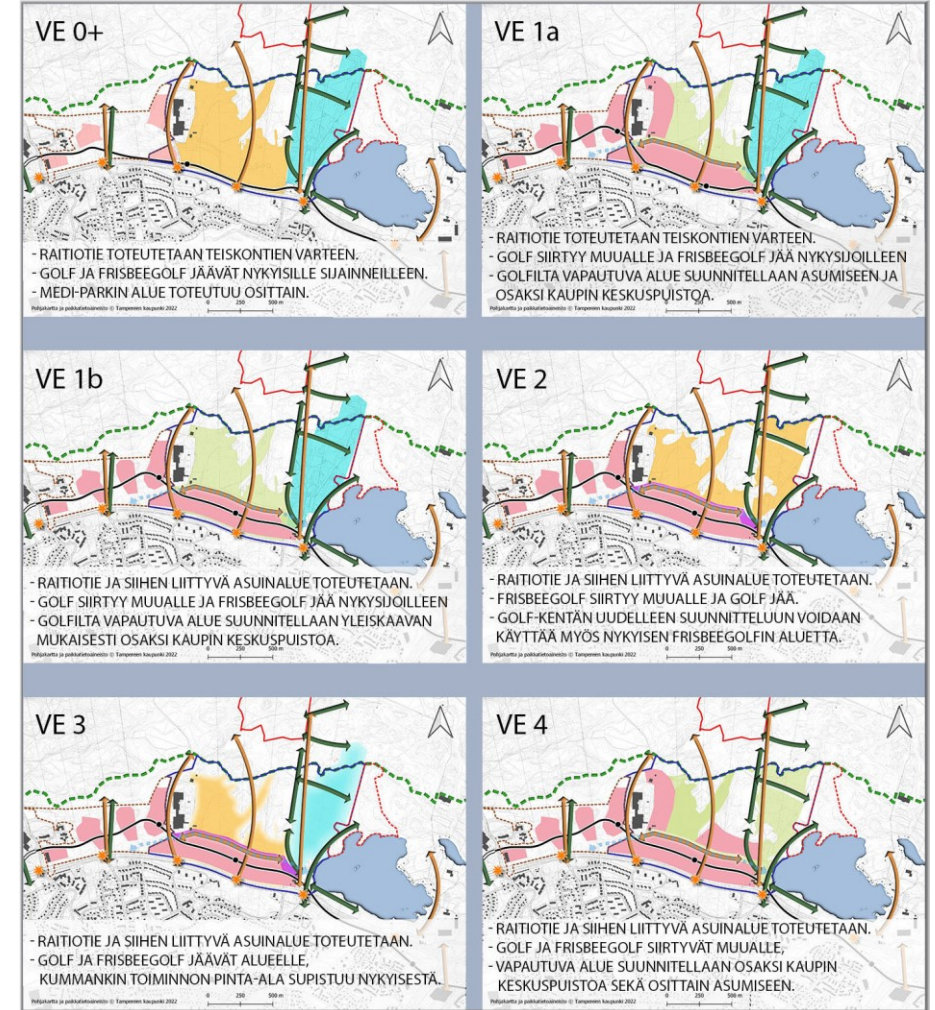 VE 0+
- RAITIOTIE TOTEUTETAAN TEISKONTIEN VARTEEN.
- GOLF JA FRISBEEGOLF JÄÄVÄT NYKYISILLE SIJAINNEILLEEN.
- MEDI-PARKIN ALUE TOTEUTUU OSITTAIN.
0 250 500 m
Pohjakartta ja paikkatietoaineisto © Tampereen kaupunki 2022
VE 1a
- RAITIOTIE TOTEUTETAAN TEISKONTIEN VARTEEN.
- GOLF SIIRTYY MUUALLE JA FRISBEEGOLF JÄÄ NYKYSIJOILLEEN
- GOLFILTA VAPAUTUVA ALUE SUUNNITELLAAN ASUMISEEN JA
OSAKSI KAUPIN KESKUSPUISTOA.
0 250 500 m
Pohjakartta ja paikkatietoaineisto © Tampereen kaupunki 2022
VE 1b
- RAITIOTIE JA SIIHEN LIITTYVÄ ASUINALUE TOTEUTETAAN.
- GOLF SIIRTYY MUUALLE JA FRISBEEGOLF JÄÄ NYKYSIJOILLEEN
- GOLFILTA VAPAUTUVA ALUE SUUNNITELLAAN YLEISKAAVAN
MUKAISESTI OSAKSI KAUPIN KESKUSPUISTOA.
Pohjakartta ja paikkatietoaineisto © Tampereen kaupunki 2022
0 250 500 m
VE 2
- RAITIOTIE JA SIIHEN LIITTYVÄ ASUINALUE TOTEUTETAAN.
- FRISBEEGOLF SIIRTYY MUUALLE JA GOLF JÄÄ.
- GOLF-KENTÄN UUDELLEEN SUUNNITTELUUN VOIDAAN
KÄYTTÄÄ MYÖS NYKYISEN FRISBEEGOLFIN ALUETTA.
Pohjakartta ja paikkatietoaineisto © Tampereen kaupunki 2022
0 250 500 m
VE 3
- RAITIOTIE JA SIIHEN LIITTYVÄ ASUINALUE TOTEUTETAAN.
- GOLF JA FRISBEEGOLF JÄÄVÄT ALUEELLE,
KUMMANKIN TOIMINNON PINTA-ALA SUPISTUU NYKYISESTÄ.
Pohjakartta ja paikkatietoaineisto © Tampereen kaupunki 2022
0 250 500 m
VE 4
- RAITIOTIE JA SIIHEN LIITTYVÄ ASUINALUE TOTEUTETAAN.
- GOLF JA FRISBEEGOLF SIIRTYVÄT MUUALLE,
- VAPAUTUVA ALUE SUUNNITELLAAN OSAKSI KAUPIN
KESKUSPUISTOA SEKÄ OSITTAIN ASUMISEEN.
Pohjakartta ja paikkatietoaineisto © Tampereen kaupunki 2022
0 250 500 m